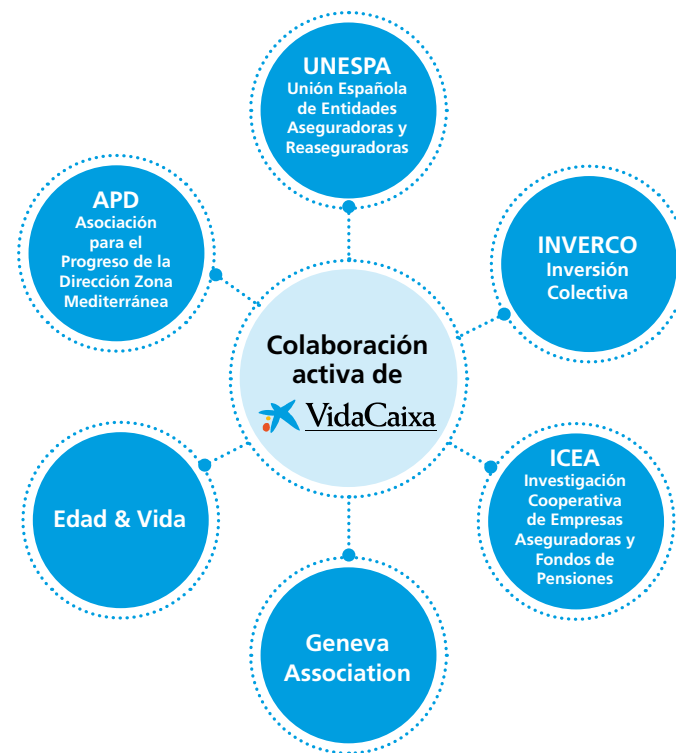 UNESPA
Unión Española
de Entidades
Aseguradoras y
Reaseguradoras
APD
Asociación
para el
Progreso de la
Dirección Zona
Mediterránea
INVERCO
Inversión
Colectiva
Colaboración
activa de
VidaCaixa
Edad & Vida
ICEA
Investigación
Cooperativa
de Empresas
Aseguradoras y
Fondos de
Pensiones
Geneva
Association